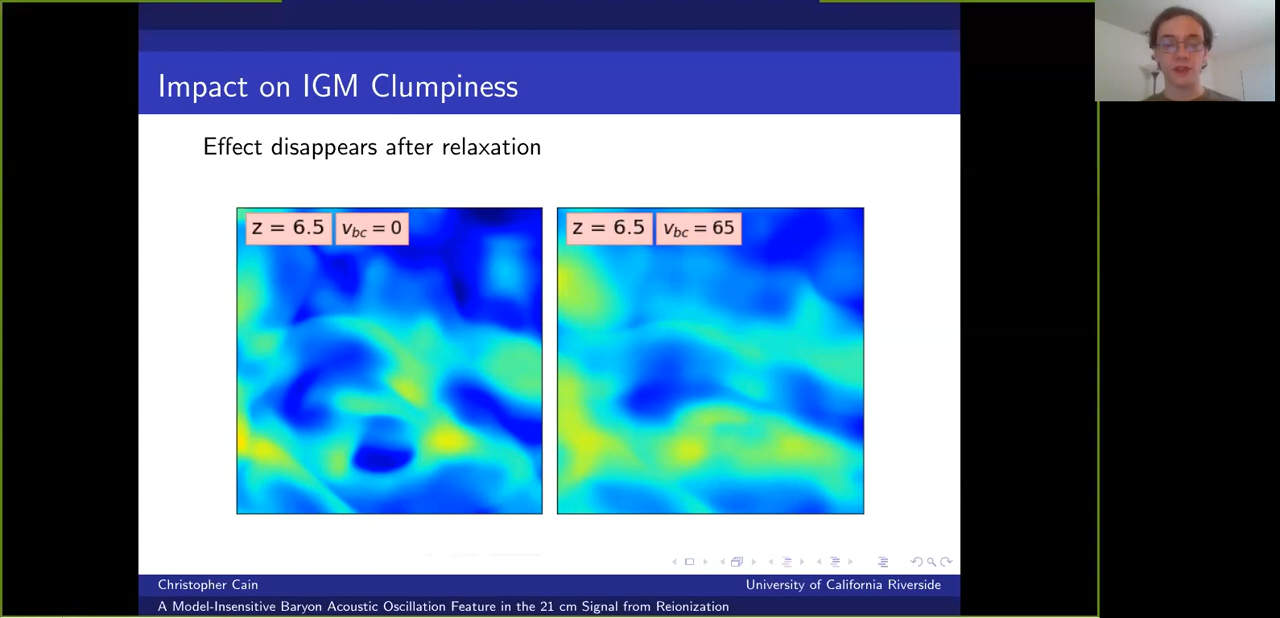 Impact on IGM Clumpiness
Effect disappears after relaxation
z = 6.5 v_bc = 0
z = 6.5 v_bc = 65
Christopher Cain University of California Riverside
A Model-Insensitive Baryon Acoustic Oscillation Feature in the 21 cm Signal from Reionization